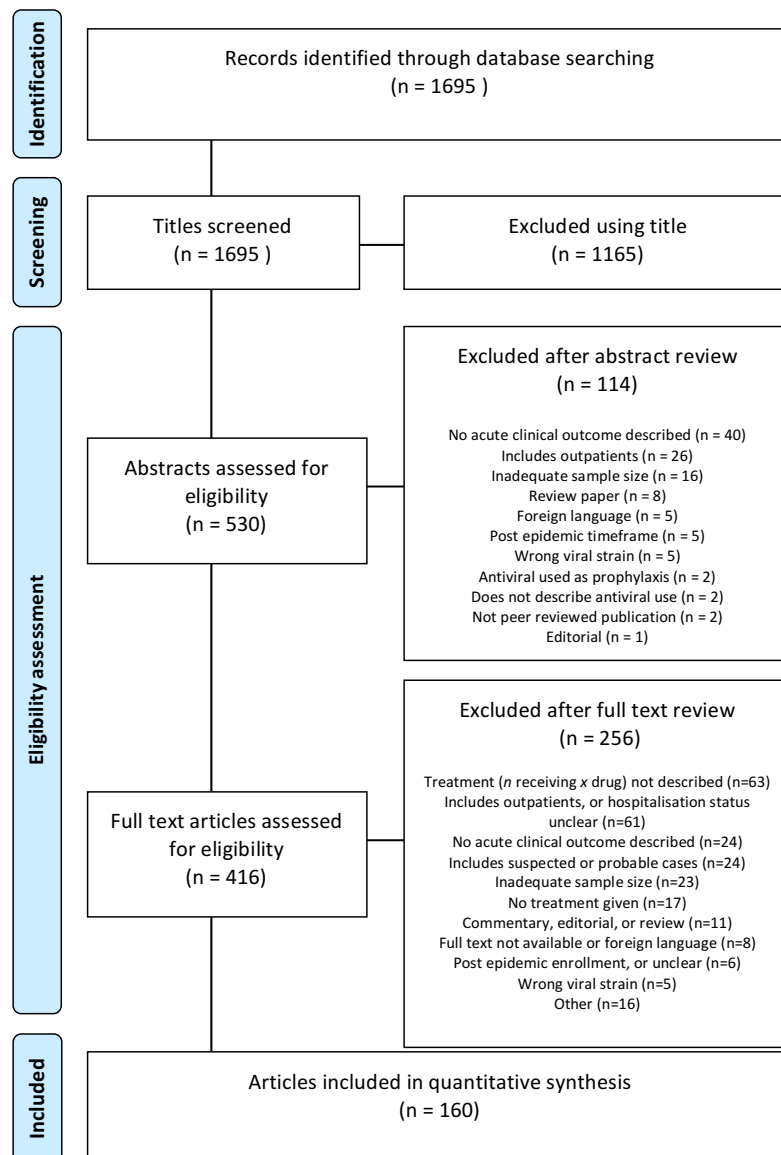 Identification
Records identified through database searching
(n = 1695 )
Screening
Titles screened
(n = 1695 )
Excluded using title
(n = 1165)
Eligibility assessment
Abstracts assessed for
eligibility
(n = 530)
Excluded after abstract review
(n = 114)
No acute clinical outcome described (n = 40)
Includes outpatients (n = 26)
Inadequate sample size (n = 16)
Review paper (n = 8)
Foreign language (n = 5)
Post epidemic timeframe (n = 5)
Wrong viral strain (n = 5)
Antiviral used as prophylaxis (n = 2)
Does not describe antiviral use (n = 2)
Not peer reviewed publication (n = 2)
Editorial (n = 1)
Full text articles assessed
for eligibility
(n = 416)
Excluded after full text review
(n = 256)
Treatment (n receiving x drug) not described (n=63)
Includes outpatients, or hospitalisation status
unclear (n=61)
No acute clinical outcome described (n=24)
Includes suspected or probable cases (n=24)
Inadequate sample size (n=23)
No treatment given (n=17)
Commentary, editorial, or review (n=11)
Full text not available or foreign language (n=8)
Post epidemic enrollment, or unclear (n=6)
Wrong viral strain (n=5)
Other (n=16)
Included
Articles included in quantitative synthesis
(n = 160)